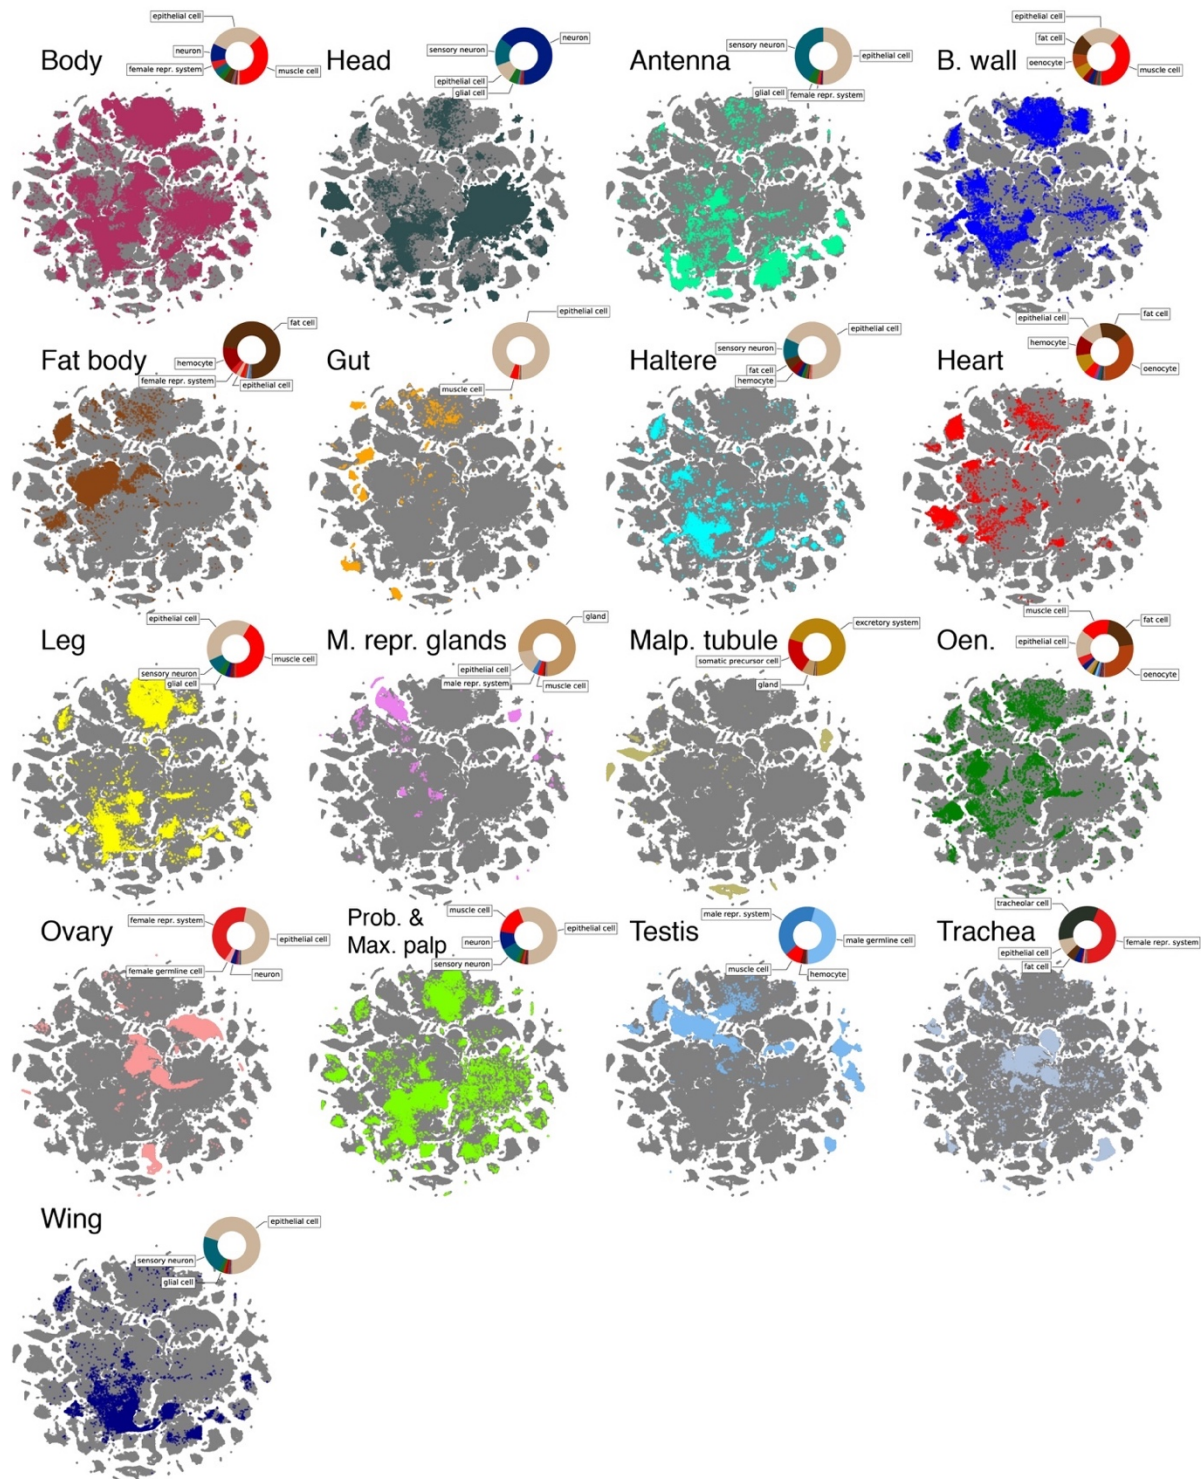 epithelial cell
neuron
female repr. system
muscle cell
Body
sensory neuron
neuron
epithelial cell
glial cell
Head
sensory neuron
epithelial cell
glial cell
female repr. system
Antenna
epithelial cell
fat cell
oenocyte
muscle cell
B. wall
fat cell
hemocyte
female repr. system
epithelial cell
Fat body
epithelial cell
muscle cell
Gut
epithelial cell
sensory neuron
fat cell
hemocyte
Haltere
epithelial cell
fat cell
hemocyte
oenocyte
Heart
epithelial cell
muscle cell
sensory neuron
glial cell
Leg
gland
epithelial cell
male repr. system
muscle cell
M. repr. glands
excretory system
somatic precursor cell
gland
Malp. tubule
muscle cell
fat cell
epithelial cell
oenocyte
Oen.
female repr. system
epithelial cell
female germline cell
neuron
Ovary
muscle cell
epithelial cell
neuron
sensory neuron
Prob. &
Max. palp
male repr. system
male germline cell
muscle cell
hemocyte
Testis
tracheolar cell
female repr. system
epithelial cell
fat cell
Trachea
epithelial cell
sensory neuron
glial cell
Wing